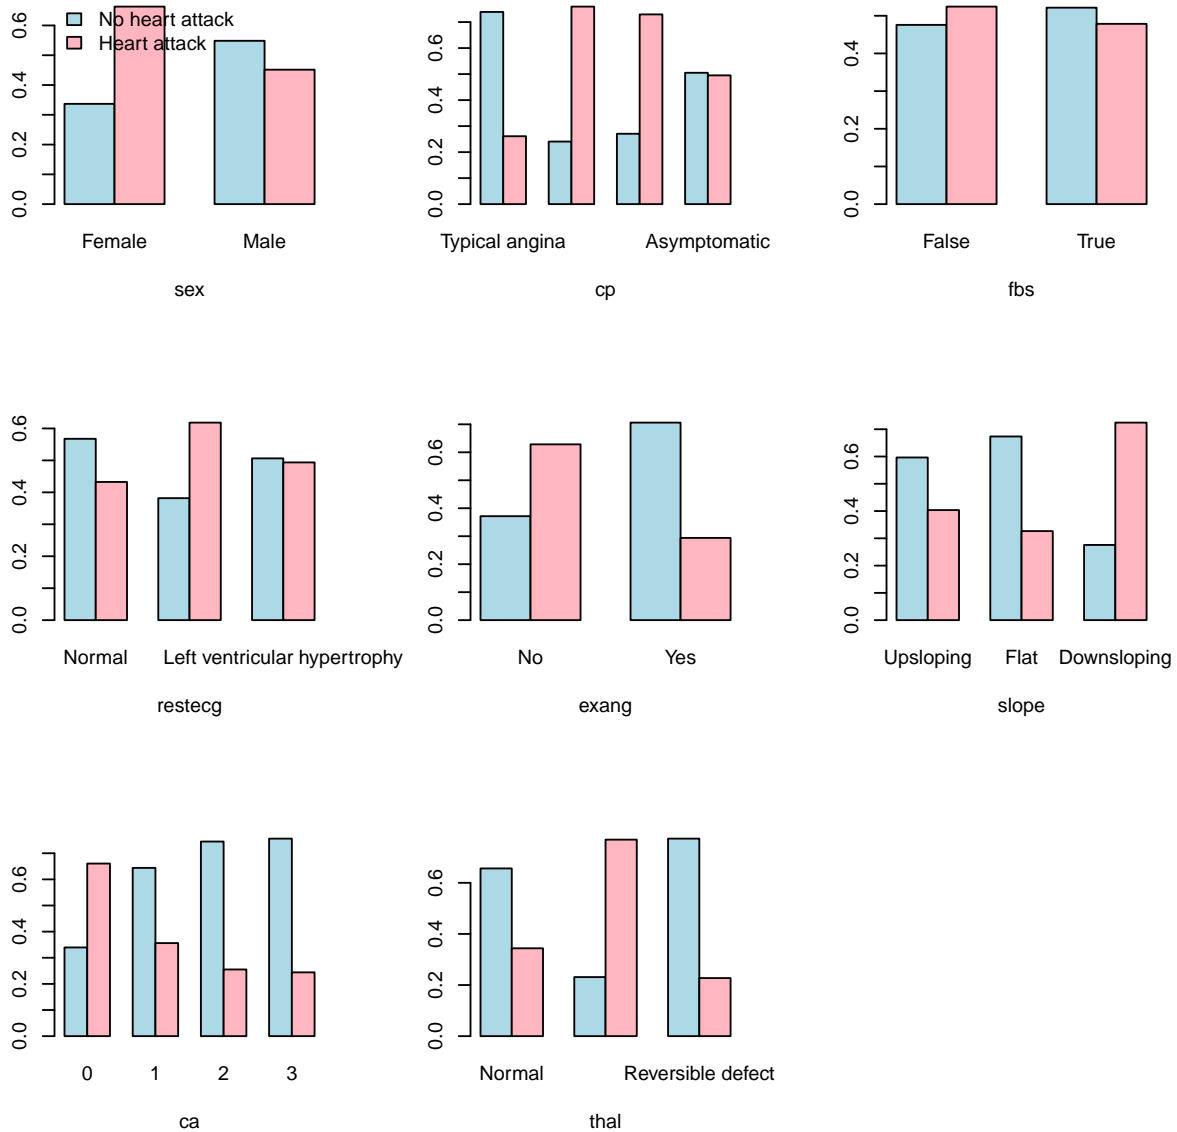 No heart attack
Heart attack
0.0 0.2 0.4 0.6
Female Male
sex
0.0 0.2 0.4 0.6
Typical angina Asymptomatic
cp
0.0 0.2 0.4
False True
fbs
0.0 0.2 0.4 0.6
Normal Left ventricular hypertrophy
restecg
0.0 0.2 0.4 0.6
No Yes
exang
0.0 0.2 0.4 0.6
Upsloping Flat Downsloping
slope
0.0 0.2 0.4 0.6
0 1 2 3
ca
0.0 0.2 0.4 0.6
Normal Reversible defect
thal